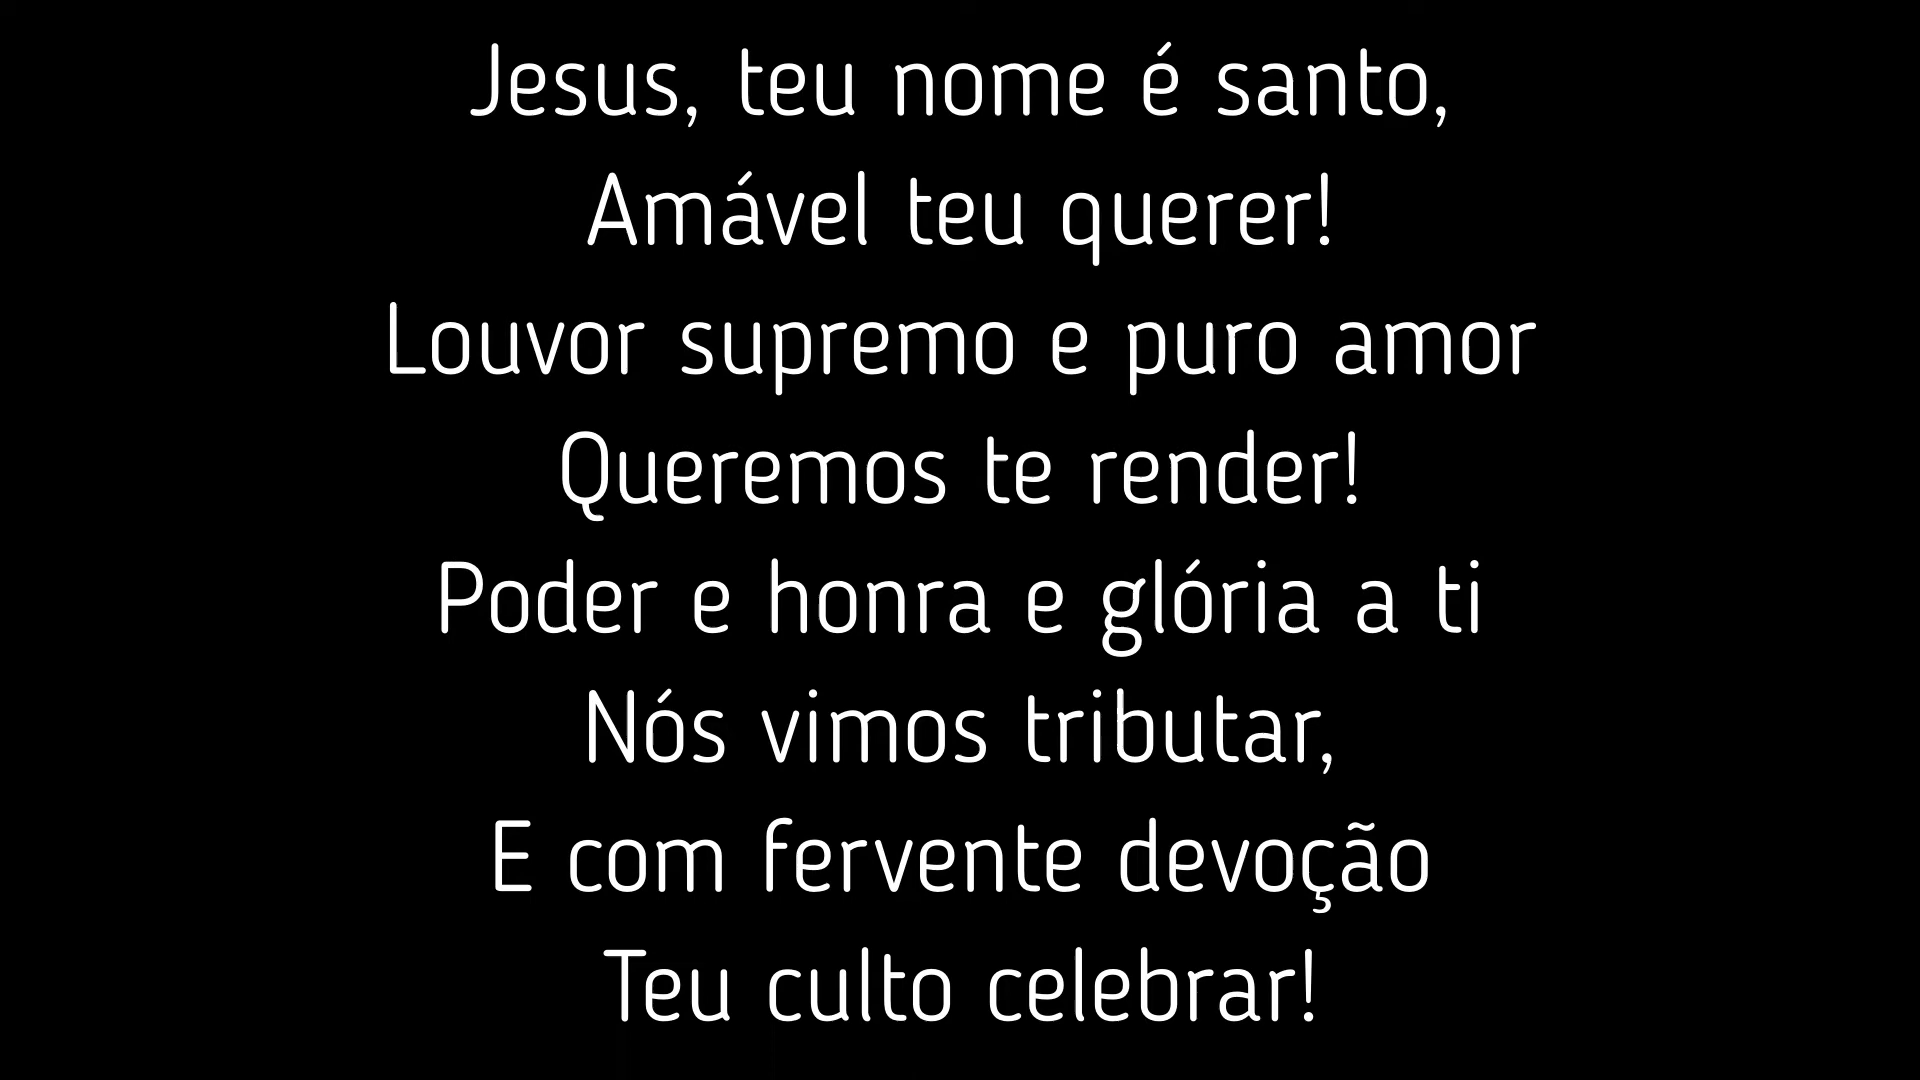 Jesus, teu nome é santo,
Amável teu querer!
Louvor supremo e puro amor
Queremos te render!
Poder e honra e glória a ti
Nós vimos tributar,
E com fervente devoção
Teu culto celebrar!